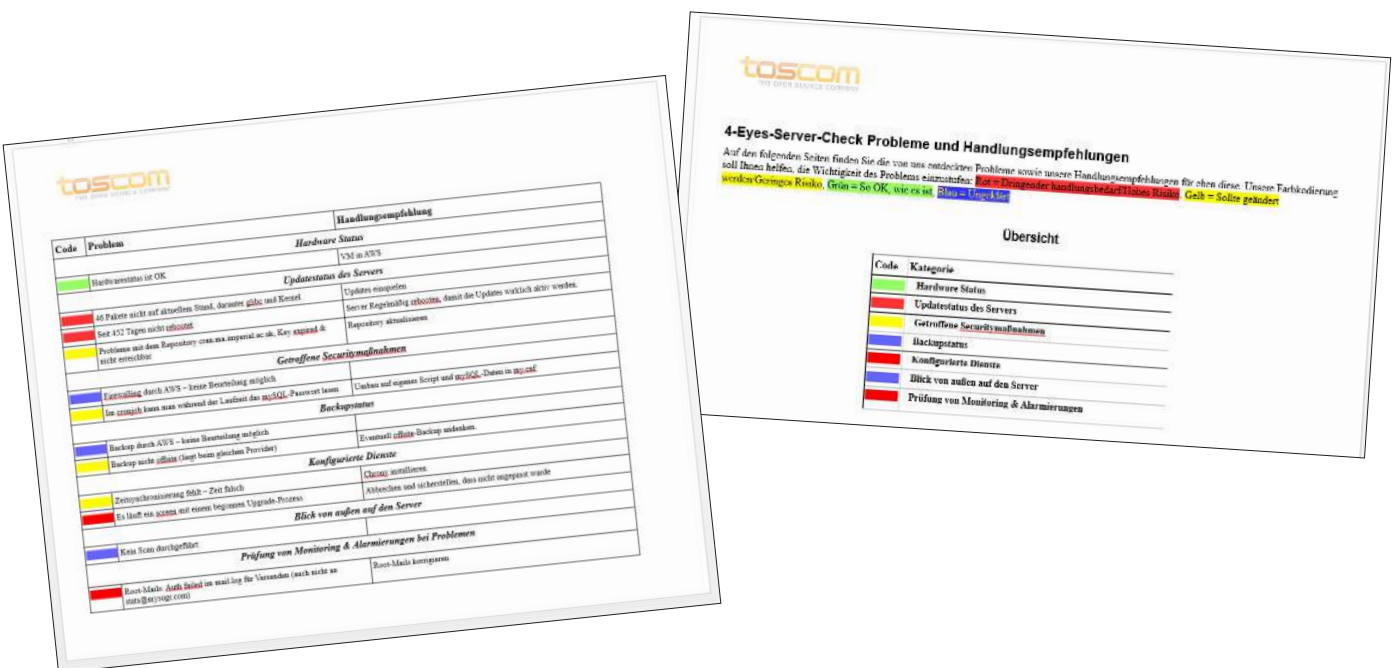 toscom
THE OPEN SOURCE COMPANY
Code Problem Handlungsempfehlung
Hardware Status
Hardwarestatus ist OK VM in AWS
Updatestatus des Servers
46 Pakete nicht auf aktuellem Stand, darunter glibc und Kernel Updates einspielen
Seit 452 Tagen nicht rebootet Server Regelmäßig rebooten, damit die Updates wirklich aktiv werden.
Probleme mit dem Repository cran.ma.imperial.ac.uk, Key expired & Repository aktualisieren
nicht erreichbar
Getroffene Securitymaßnahmen
Firewalling durch AWS – keine Beurteilung möglich
Im cronjob kann man während der Laufzeit das mySQL-Passwort lesen Umbau auf eigenes Script und mySQL-Daten in my.cnf
Backupstatus
Backup durch AWS – keine Beurteilung möglich
Backup nicht offsite (liegt beim gleichem Provider) Eventuell offsite-Backup andenken.
Konfigurierte Dienste
Zeitsynchronisierung fehlt – Zeit falsch Chrony installieren.
Es läuft ein screen mit einem begonnen Upgrade-Prozess Abbrechen und sicherstellen, dass nicht angepasst wurde
Blick von außen auf den Server
Kein Scan durchgeführt
Prüfung von Monitoring & Alarmierungen bei Problemen
Root-Mails: Auth failed im mail.log für Versenden (auch nicht an Root-Mails korrigieren
toscom
THE OPEN SOURCE COMPANY
4-Eyes-Server-Check Probleme und Handlungsempfehlungen
Auf den folgenden Seiten finden Sie die von uns entdeckten Probleme sowie unsere Handlungsempfehlungen für eben diese. Unsere Farbkodierung
soll Ihnen helfen, die Wichtigkeit des Problems einzustufen: Rot = Dringender handlungsbedarf/Hohes Risiko, Gelb = Sollte geändert
werden/Geringes Risiko, Grün = So OK, wie es ist, Blau = Ungeklärt
Übersicht
Code Kategorie
Hardware Status
Updatestatus des Servers
Getroffene Securitymaßnahmen
Backupstatus
Konfigurierte Dienste
Blick von außen auf den Server
Prüfung von Monitoring & Alarmierungen